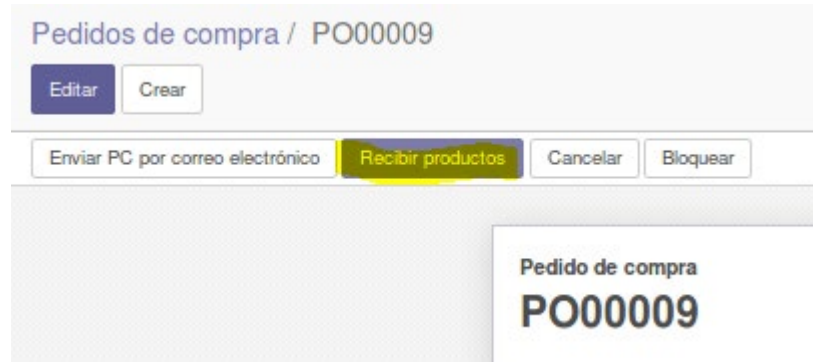 Pedidos de compra / PO00009
Editar Crear
Enviar PC por correo electrónico Recibir productos Cancelar Bloquear
Pedido de compra
PO00009